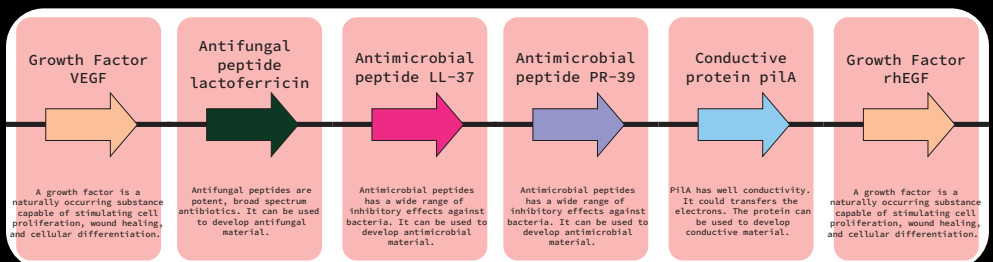 Growth Factor
VEGF
A growth factor is a
naturally occurring substance
capable of stimulating cell
proliferation, wound healing,
and cellular differentiation.
Antifungal
peptide
lactoferricin
Antifungal peptides are
potent, broad spectrum
antibiotics. It can be used
to develop antifungal
material.
Antimicrobial
peptide LL-37
Antimicrobial peptides
has a wide range of
inhibitory effects against
bacteria. It can be used to
develop antimicrobial
material.
Antimicrobial
peptide PR-39
Antimicrobial peptides
has a wide range of
inhibitory effects against
bacteria. It can be used to
develop antimicrobial
material.
Conductive
protein pilA
PilA has well conductivity.
It could transfers the
electrons. The protein can
be used to develop
conductive material.
Growth Factor
rhEGF
A growth factor is a
naturally occurring substance
capable of stimulating cell
proliferation, wound healing,
and cellular differentiation.